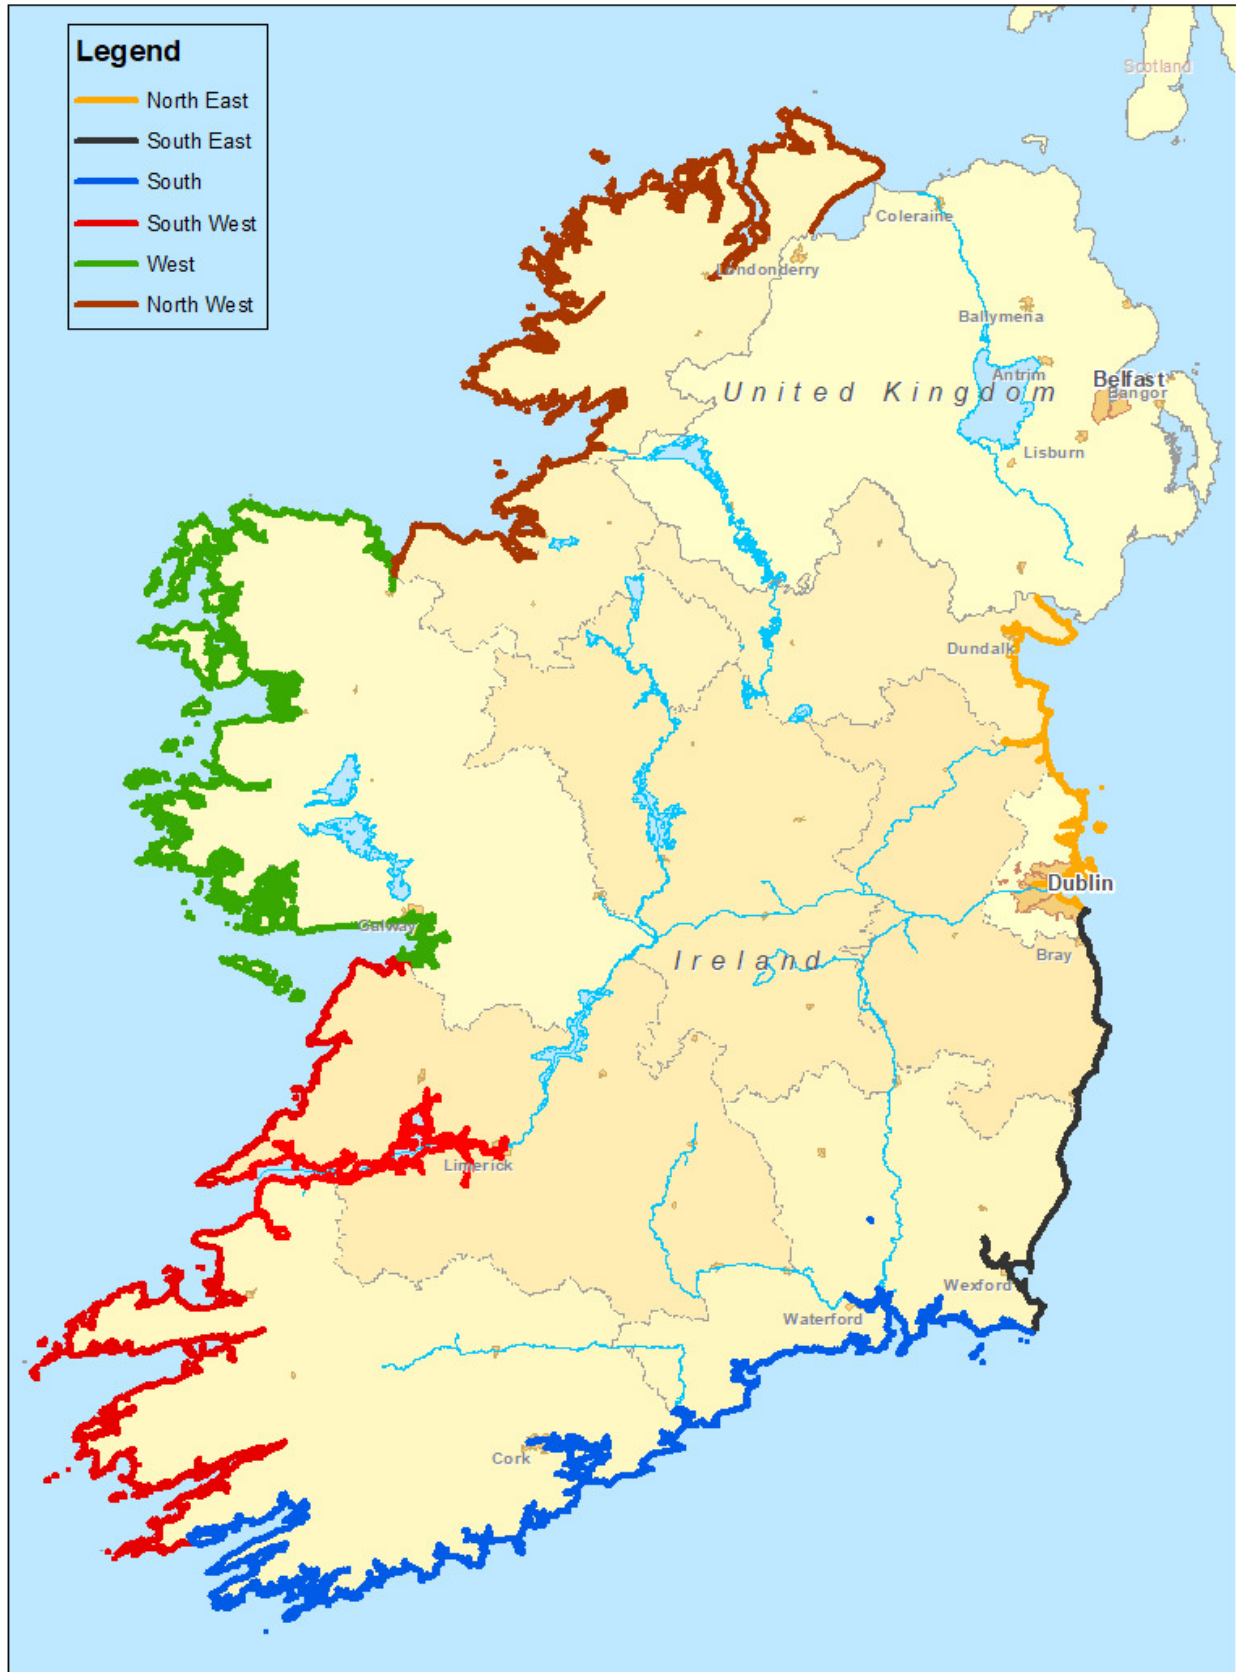 Legend
North East
South East
South
South West
West
North West
Scotland
Coleraine
Londonderry
Ballymena
Antrim
Belfast
Bangor
United Kingdom
Lisburn
Dundalk
Dublin
Galway
Ireland
Bray
Limerick
Wexford
Waterford
Cork